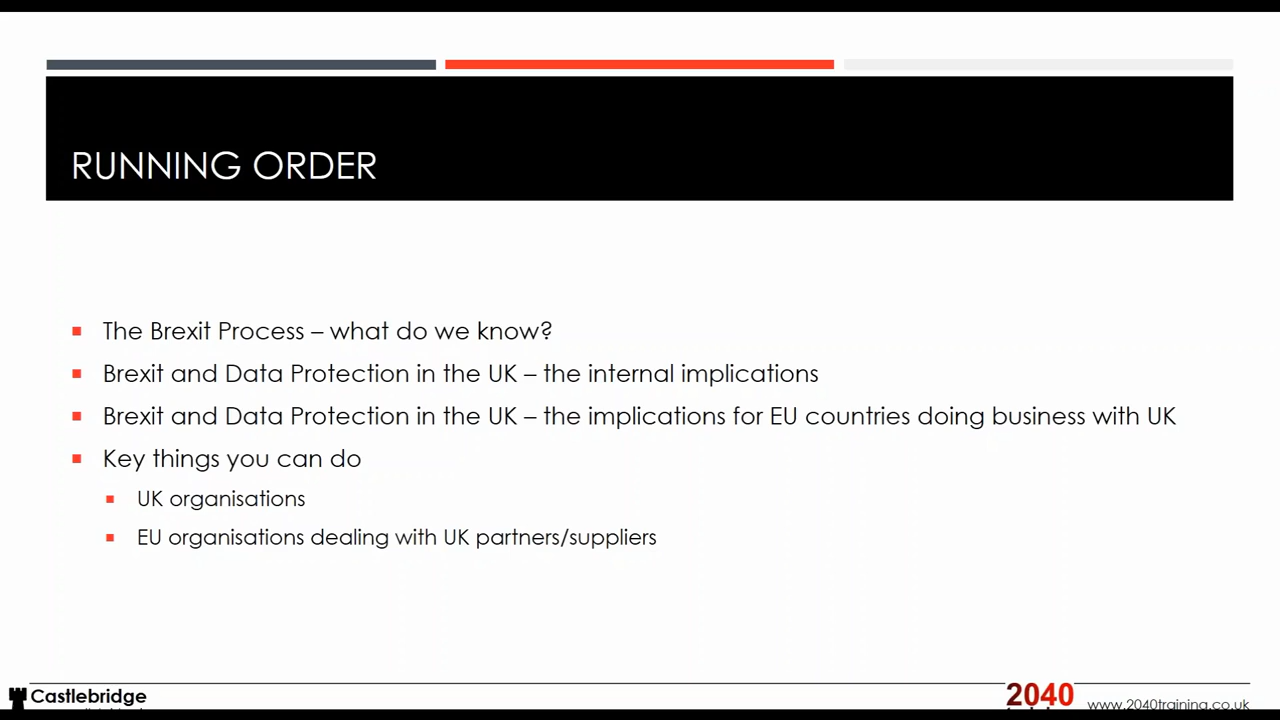 RUNNING ORDER
The Brexit Process – what do we know?
Brexit and Data Protection in the UK – the internal implications
Brexit and Data Protection in the UK – the implications for EU countries doing business with UK
Key things you can do
UK organisations
EU organisations dealing with UK partners/suppliers
Castlebridge
2040
www.2040training.co.uk